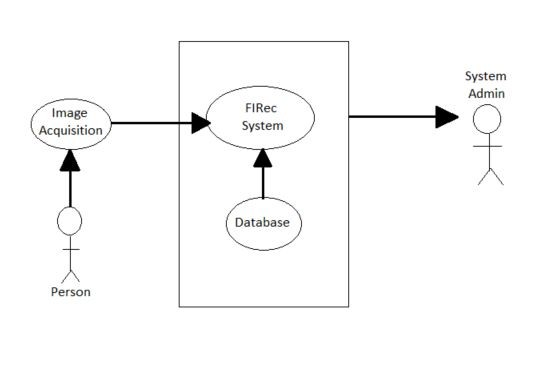 System
Admin
Image
Acquisition
FIRec
System
Database
Person